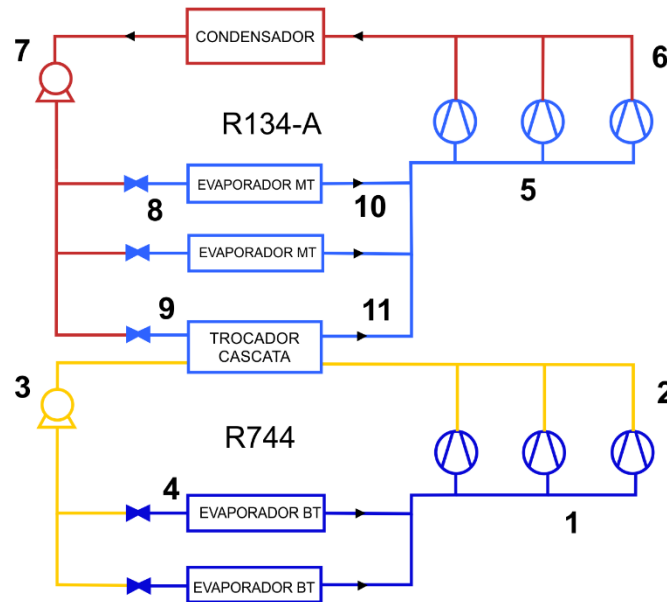 7
CONDENSADOR
6
R134-A
EVAPORADOR MT
8
10
5
EVAPORADOR MT
9
11
TROCADOR
CASCATA
3
2
R744
4
EVAPORADOR BT
1
EVAPORADOR BT